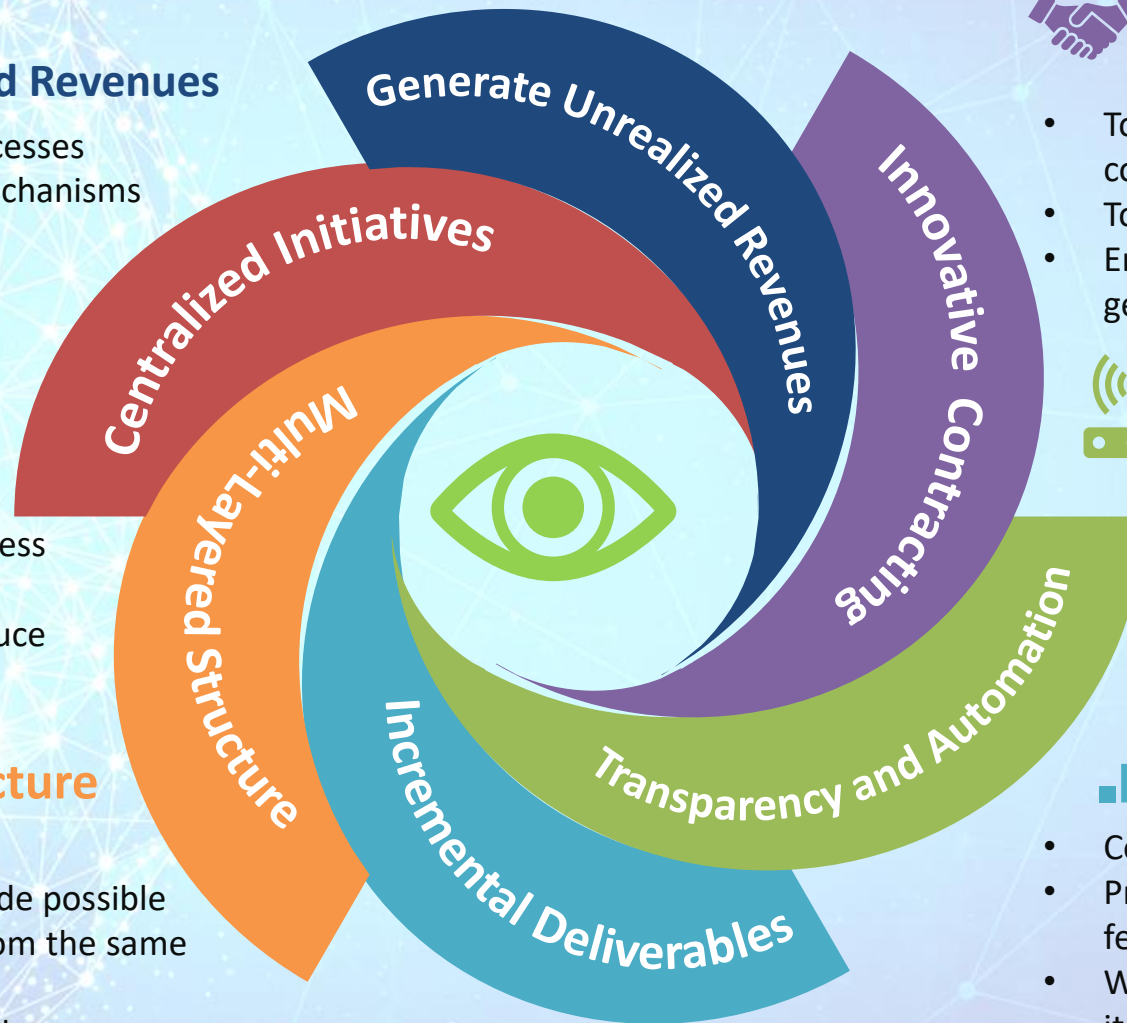 d Revenues
cesses
chanisms
ess
uce
cture
de possible
om the same
Generate Unrealized Revenues
Centralized Initiatives
Multi-Layered Structure
Incremental Deliverables
Transparency and Automation
Innovative Contracting
• To
co
• To
• En
ge
• Co
• Pr
fe
• W
it